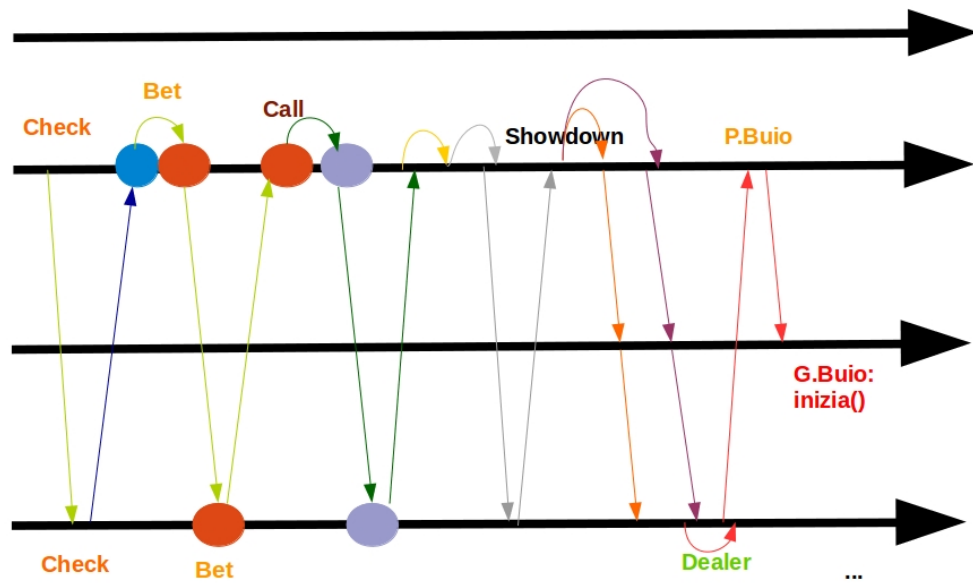 Bet
Check
Call
Showdown
P.Buio
G.Buio:
inizia()
Check
Bet
Dealer
...